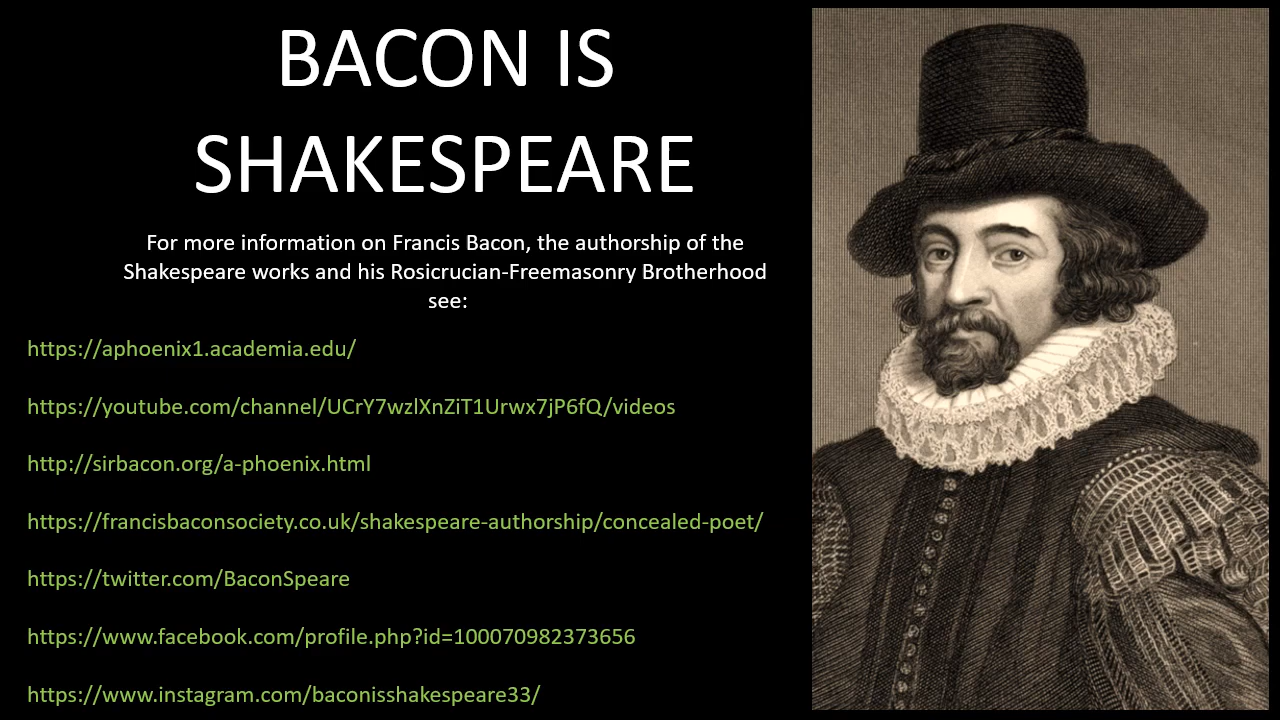 BACON IS
SHAKESPEARE
For more information on Francis Bacon, the authorship of the
Shakespeare works and his Rosicrucian-Freemasonry Brotherhood
see:
https://aphoenix1.academia.edu/
https://youtube.com/channel/UCrY7wzlXnZiT1Urwx7jP6fQ/videos
http://sirbacon.org/a-phoenix.html
https://francisbaconsociety.co.uk/shakespeare-authorship/concealed-poet/
https://twitter.com/BaconSpeare
https://www.facebook.com/profile.php?id=100070982373656
https://www.instagram.com/baconisshakespeare33/